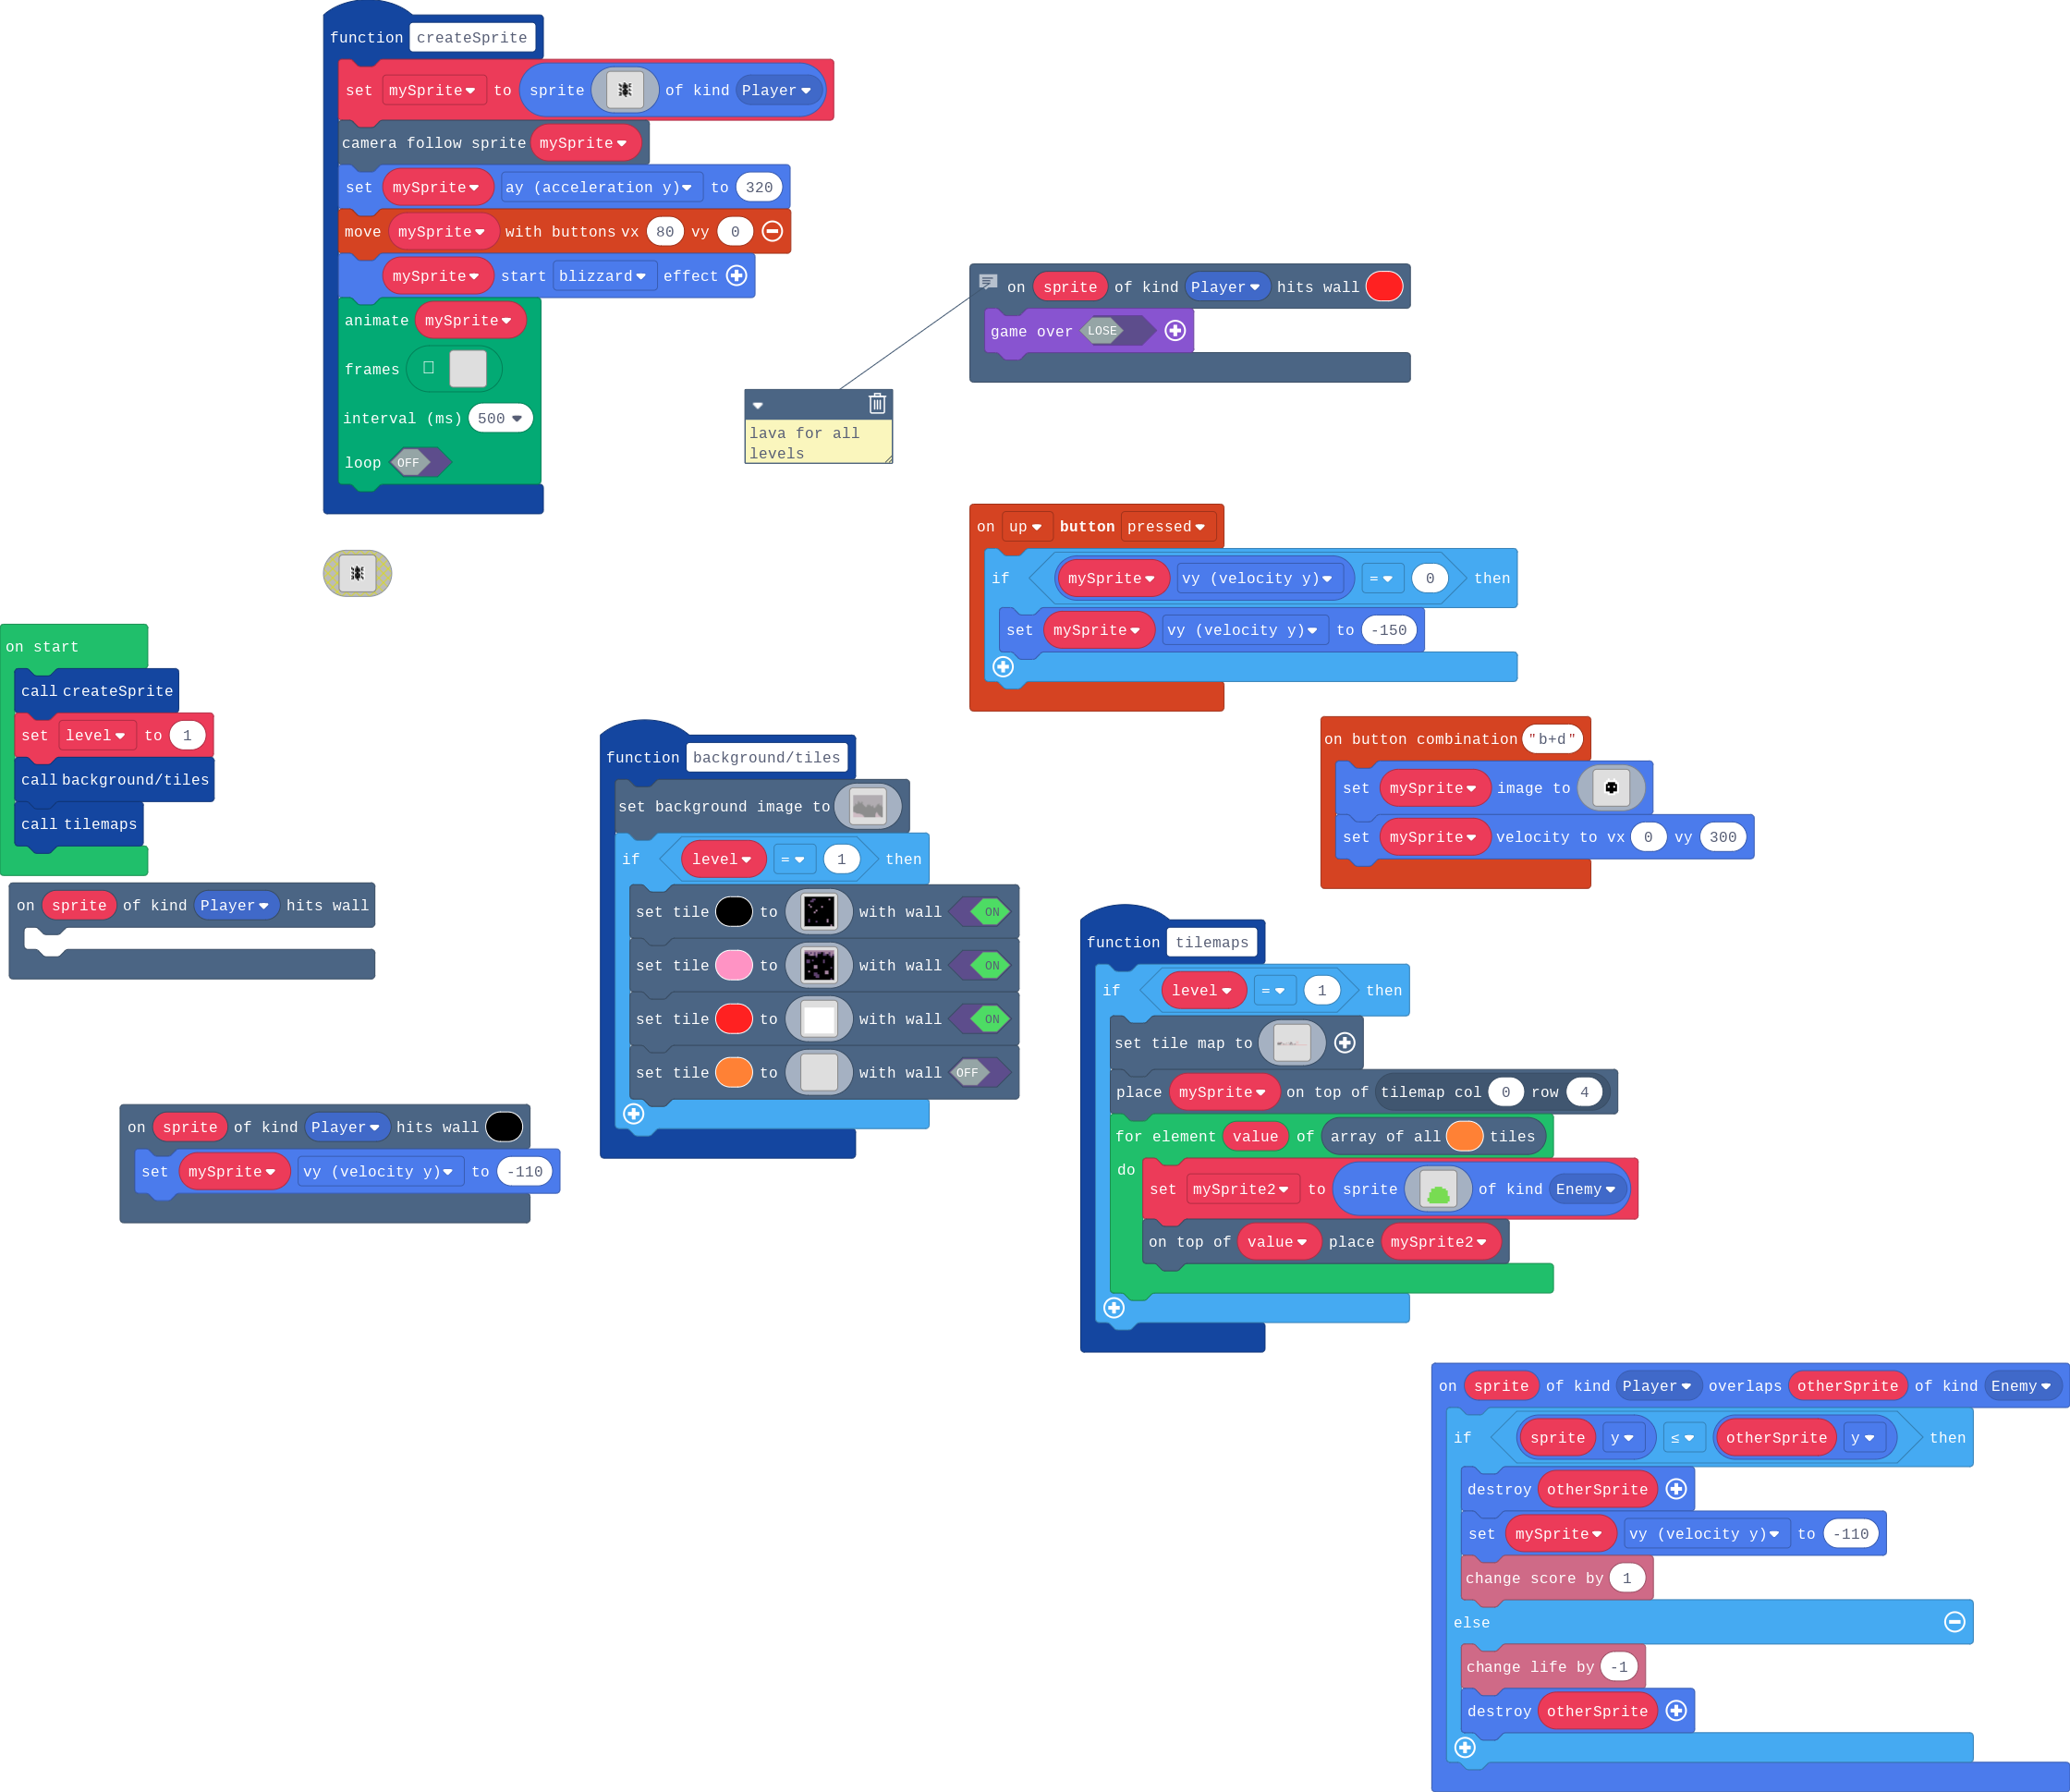 function createSprite
set mySprite to sprite of kind Player
camera follow sprite mySprite
set mySprite ay (acceleration y) to 320
move mySprite with buttons vx 80 vy 0
mySprite start blizzard effect
animate mySprite
frames
interval (ms) 500
loop OFF
on sprite of kind Player hits wall
game over LOSE
lava for all
levels
on up button pressed
if mySprite vy (velocity y) = 0 then
set mySprite vy (velocity y) to -150
on start
call createSprite
set level to 1
call background/tiles
call tilemaps
on sprite of kind Player hits wall
on sprite of kind Player hits wall
set mySprite vy (velocity y) to -110
function background/tiles
set background image to
if level = 1 then
set tile to with wall ON
set tile to with wall ON
set tile to with wall ON
set tile to with wall OFF
on button combination "b+d"
set mySprite image to
set mySprite velocity to vx 0 vy 300
function tilemaps
if level = 1 then
set tile map to
place mySprite on top of tilemap col 0 row 4
for element value of array of all tiles
do
set mySprite2 to sprite of kind Enemy
on top of value place mySprite2
on sprite of kind Player overlaps otherSprite of kind Enemy
if sprite y ≤ otherSprite y then
destroy otherSprite
set mySprite vy (velocity y) to -110
change score by 1
else
change life by -1
destroy otherSprite